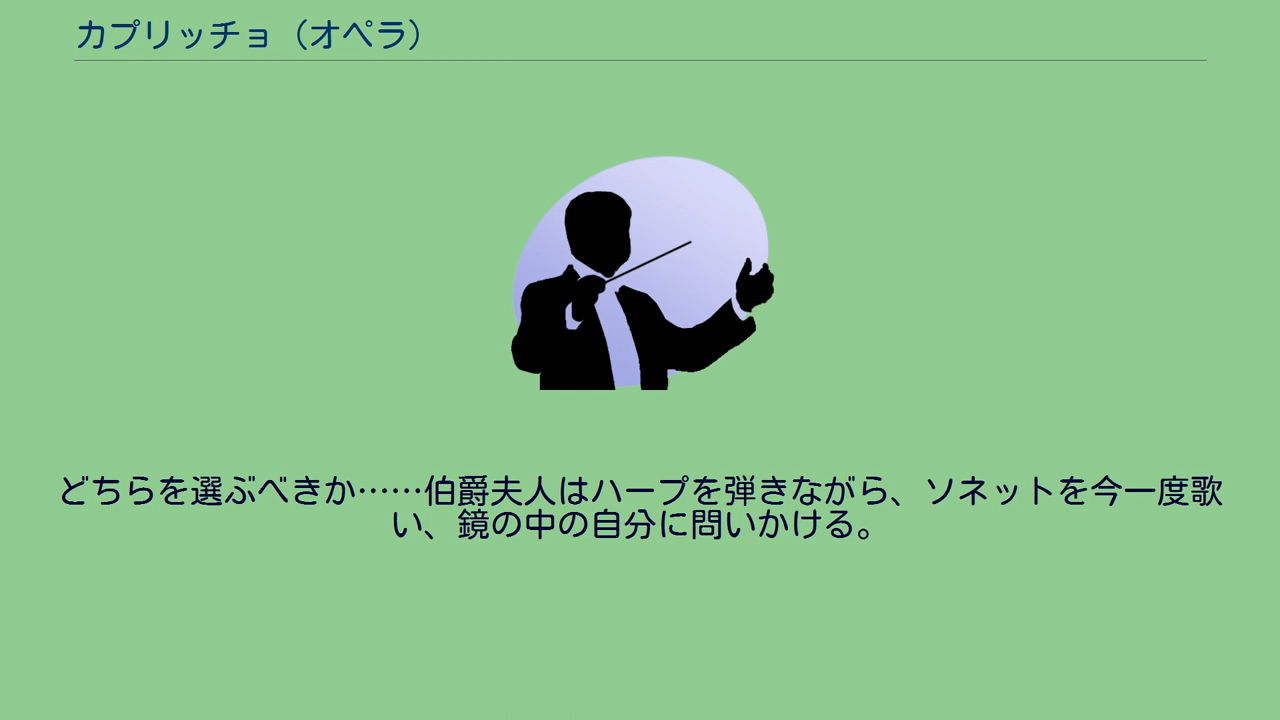 カプリッチョ（オペラ）
どちらを選ぶべきか……伯爵夫人はハープを弾きながら、ソネットを今一度歌
い、鏡の中の自分に問いかける。